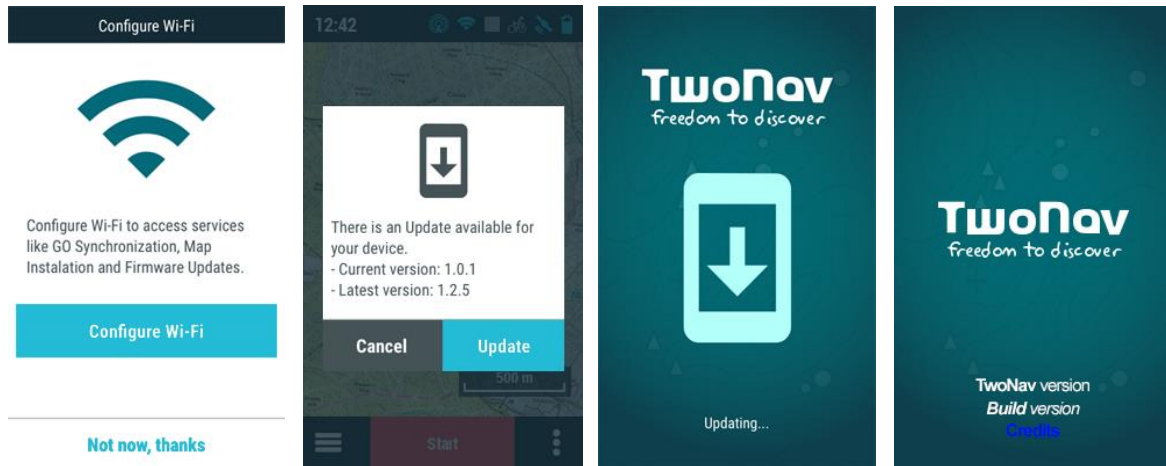 Configure Wi-Fi
Configure Wi-Fi to access services
like GO Synchronization, Map
Instalation and Firmware Updates.
Configure Wi-Fi
Not now, thanks
12:42
There is an Update available for
your device.
- Current version: 1.0.1
- Latest version: 1.2.5
Cancel
Update
500 m
Start
TwoNav
freedom to discover
Updating...
TwoNav
freedom to discover
TwoNav version
Build version
Credits